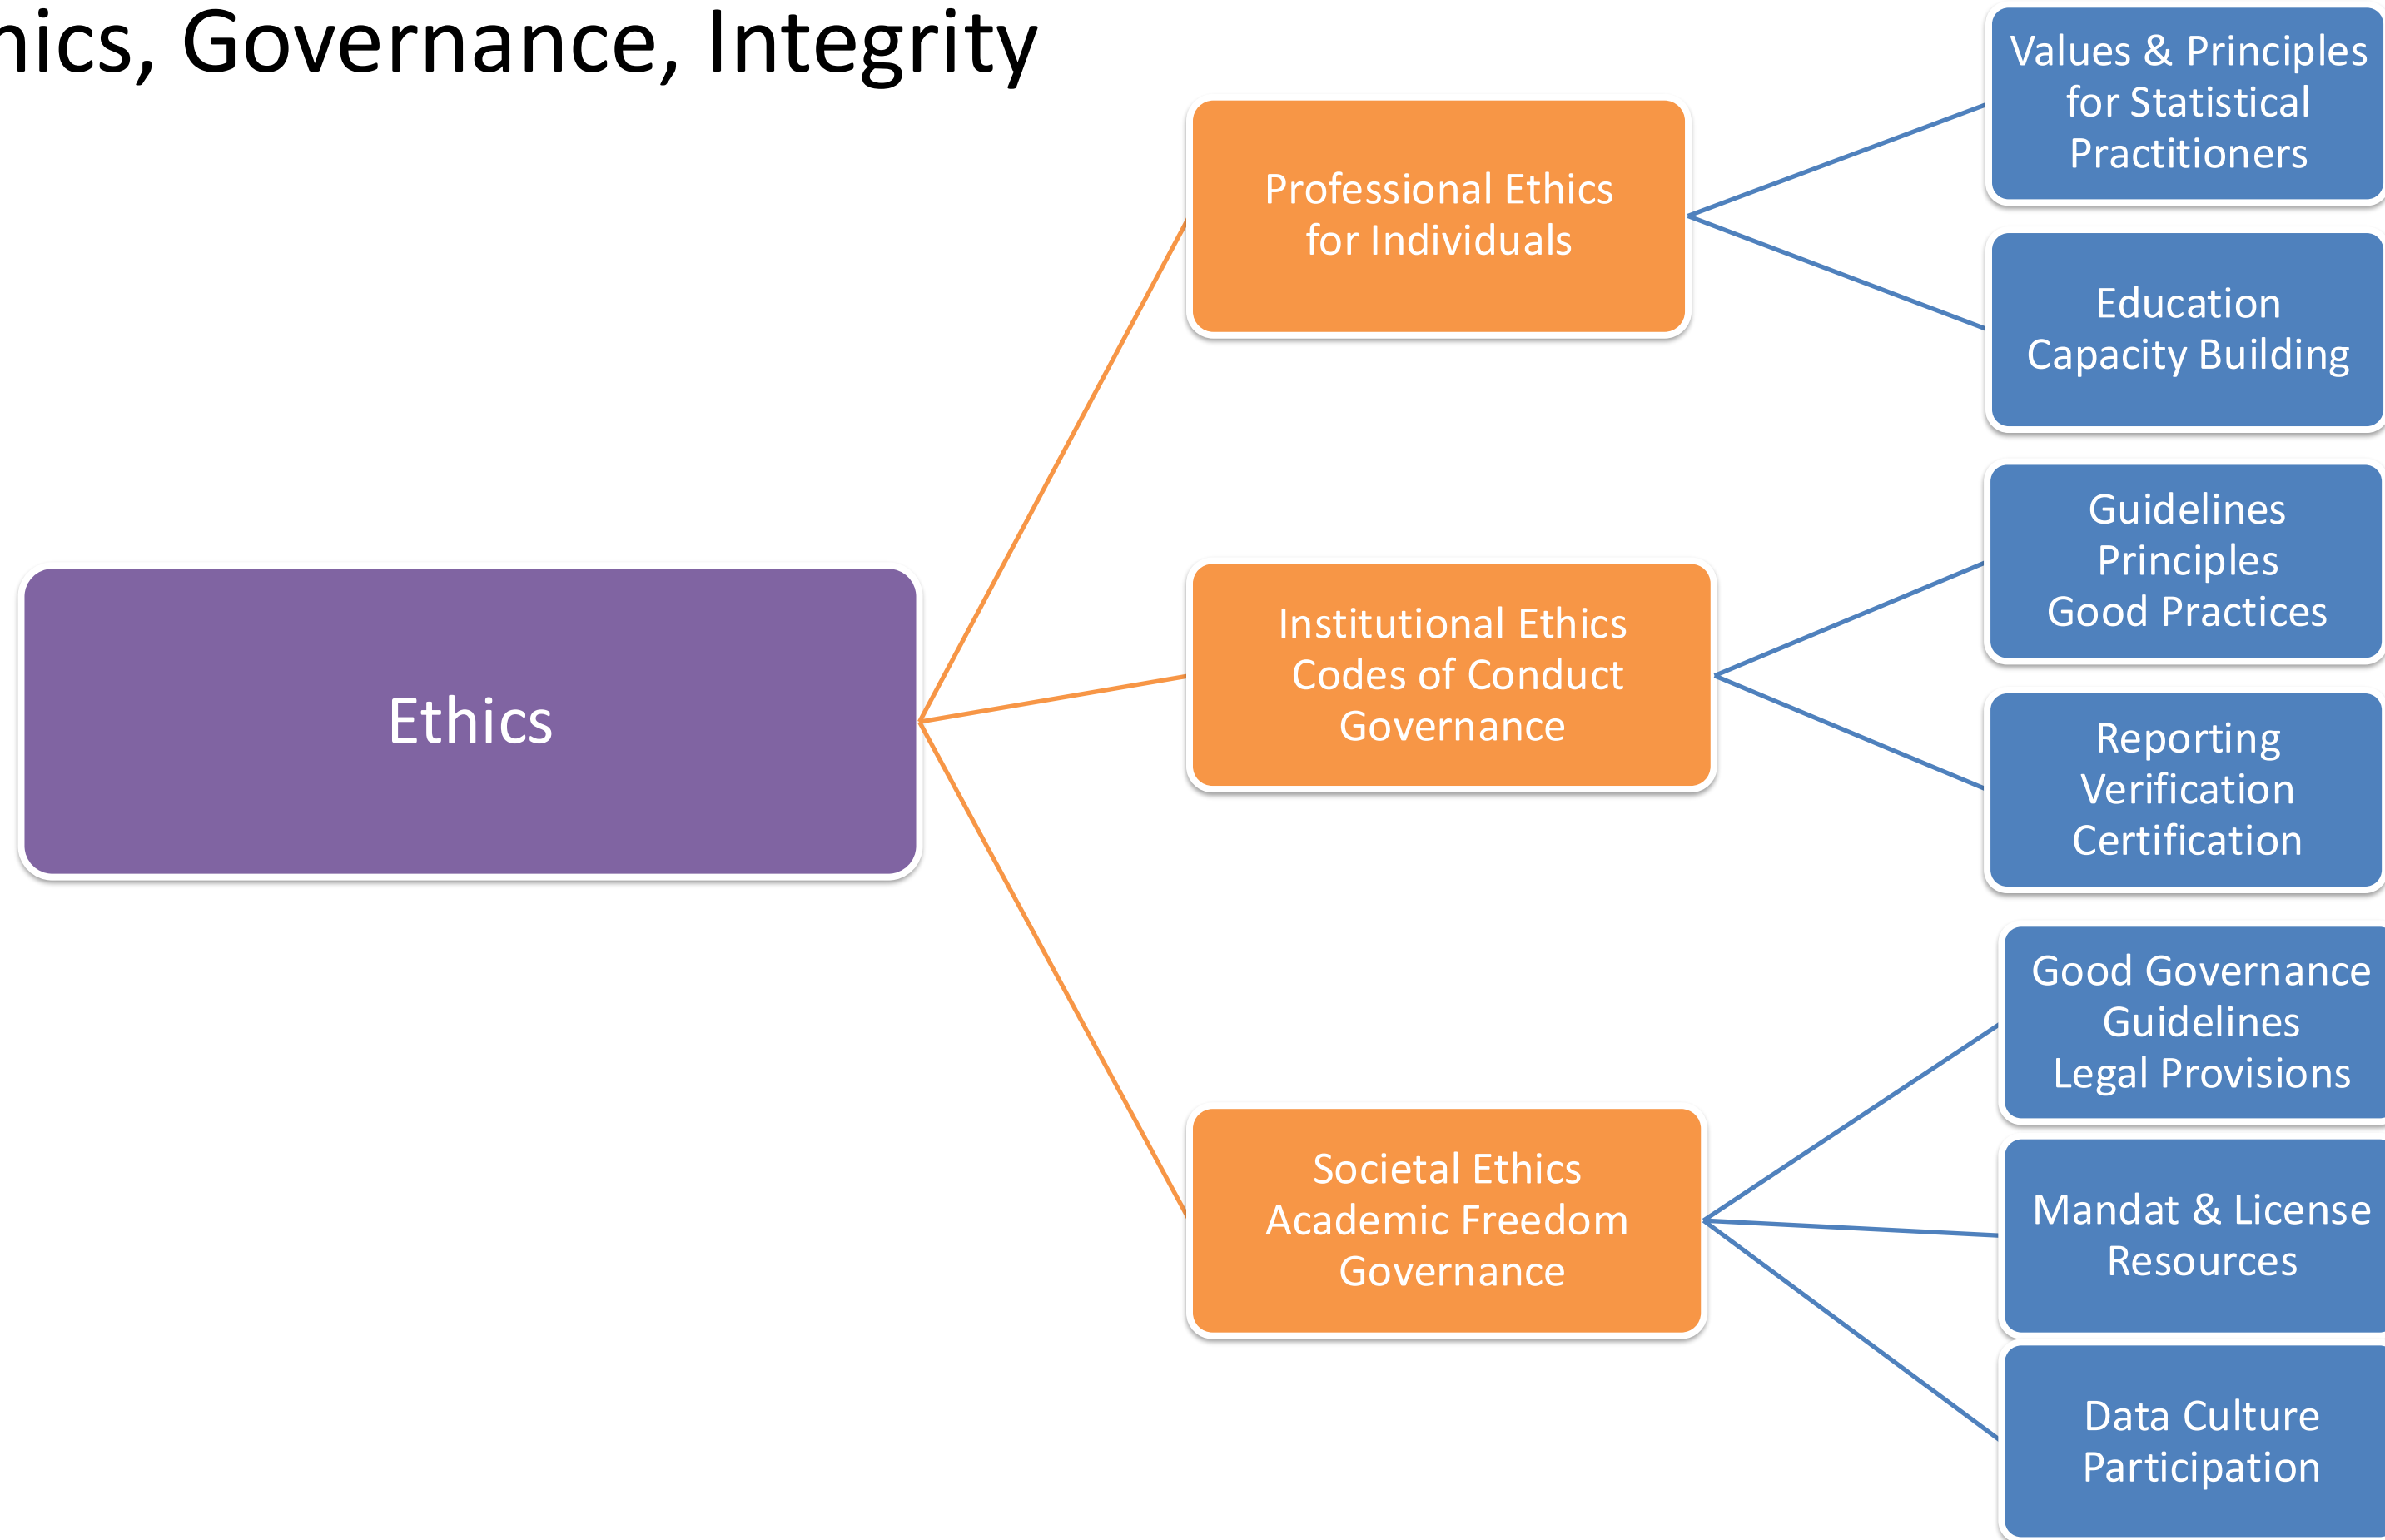 hics, Governance, Integrity
Values & Principles
for Statistical
Practitioners
Professional Ethics
for Individuals
Education
Capacity Building
Guidelines
Principles
Good Practices
Institutional Ethics
Codes of Conduct
Governance
Ethics
Reporting
Verification
Certification
Good Governance
Guidelines
Legal Provisions
Societal Ethics
Academic Freedom
Governance
Mandat & License
Resources
Data Culture
Participation